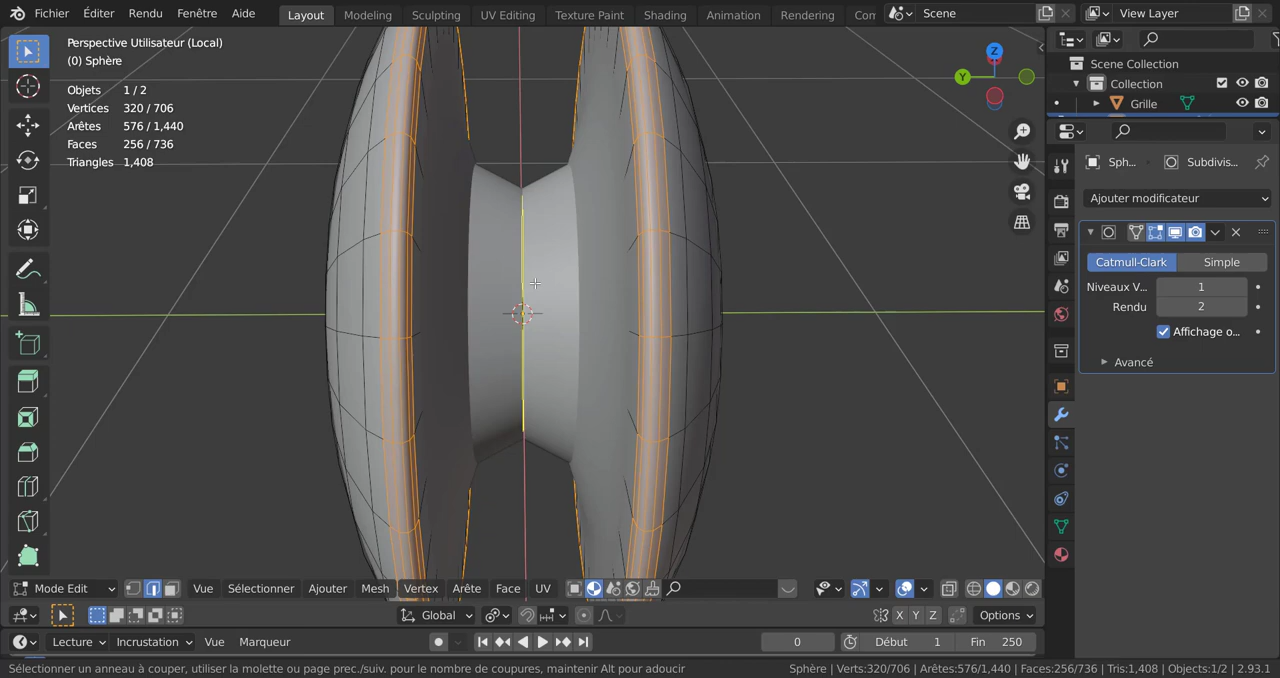 Fichier Éditer Rendu Fenêtre Aide Layout Modeling Sculpting UV Editing Texture Paint Shading Animation Rendering Com Scene View Layer
Perspective Utilisateur (Local)
(0) Sphère
Objets 1 / 2
Vertices 320 / 706
Arêtes 576 / 1,440
Faces 256 / 736
Triangles 1,408
Z
Y
Scene Collection
Collection
Grille
Sph... Subdivis...
Ajouter modificateur
Catmull-Clark Simple
Niveaux V... 1
Rendu 2
Affichage o...
Avancé
Mode Edit Vue Sélectionner Ajouter Mesh Vertex Arête Face UV
Global X Y Z Options
Lecture Incrustation Vue Marqueur 0 Début 1 Fin 250
Sélectionner un anneau à couper, utiliser la molette ou page prec./suiv. pour le nombre de coupures, maintenir Alt pour adoucir Sphère | Verts:320/706 | Arêtes:576/1,440 | Faces:256/736 | Tris:1,408 | Objects:1/2 | 2.93.1